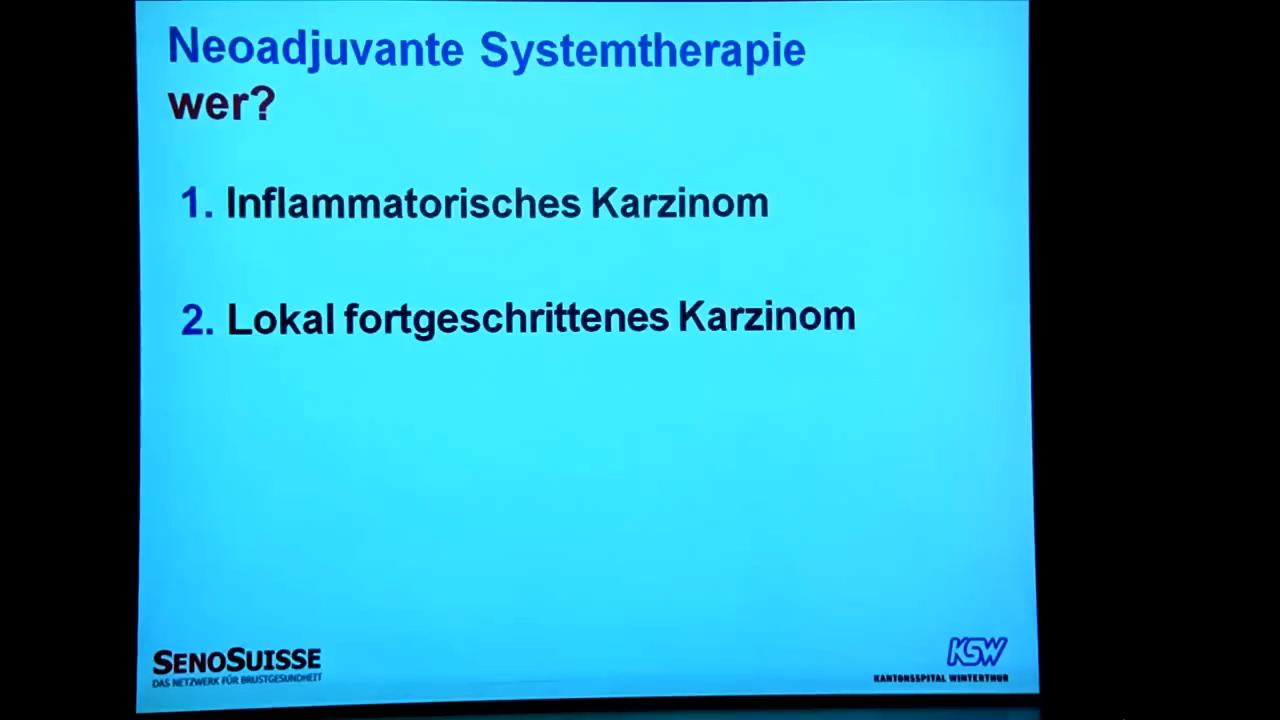 Neoadjuvante Systemtherapie
wer?
1. Inflammatorisches Karzinom
2. Lokal fortgeschrittenes Karzinom
SENOSUISSE
DAS NETZWERK FÜR BRUSTGESUNDHEIT
KSW
KANTONSSPITAL WINTERTHUR